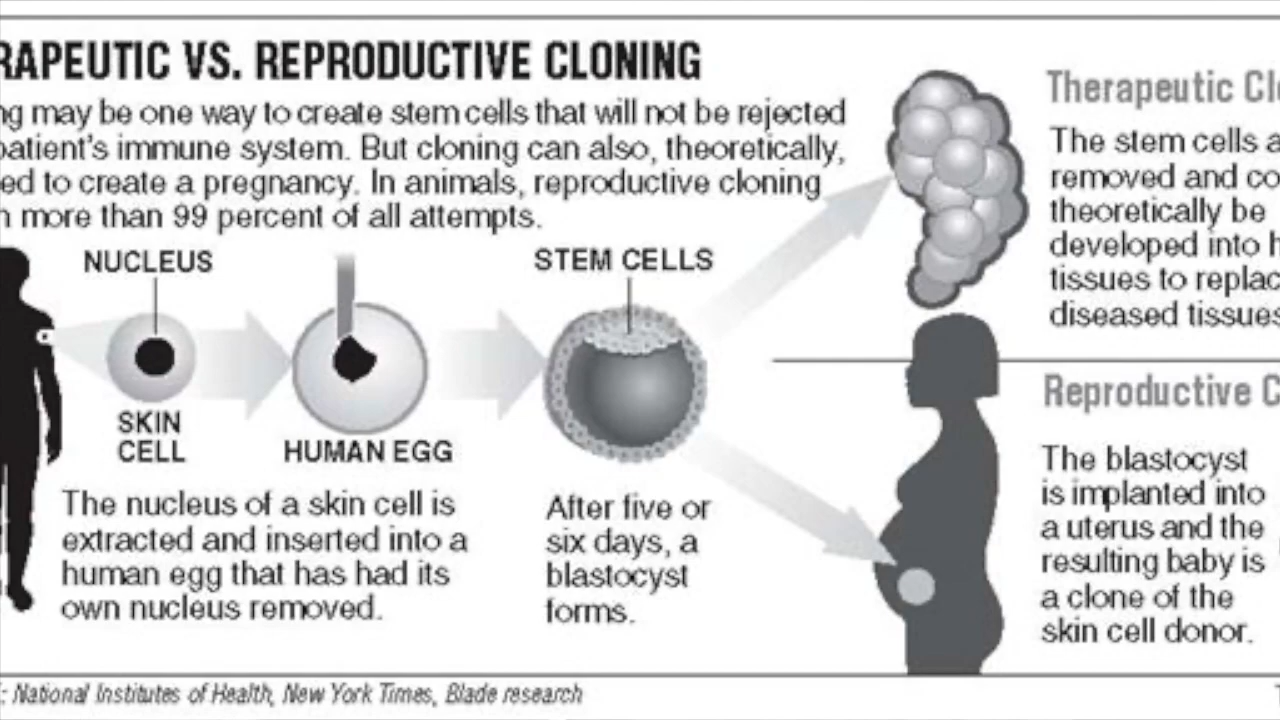 RAPEUTIC VS. REPRODUCTIVE CLONING
ng may be one way to create stem cells that will not be rejected
patient's immune system. But cloning can also, theoretically,
ed to create a pregnancy. In animals, reproductive cloning
more than 99 percent of all attempts.
NUCLEUS
SKIN
CELL
HUMAN EGG
STEM CELLS
The nucleus of a skin cell is
extracted and inserted into a
human egg that has had its
own nucleus removed.
After five or
six days, a
blastocyst
forms.
Therapeutic Cl
The stem cells a
removed and co
theoretically be
developed into h
tissues to replac
diseased tissues
Reproductive C
The blastocyst
is implanted into
a uterus and the
resulting baby is
a clone of the
skin cell donor.
: National Institutes of Health, New York Times, Blade research